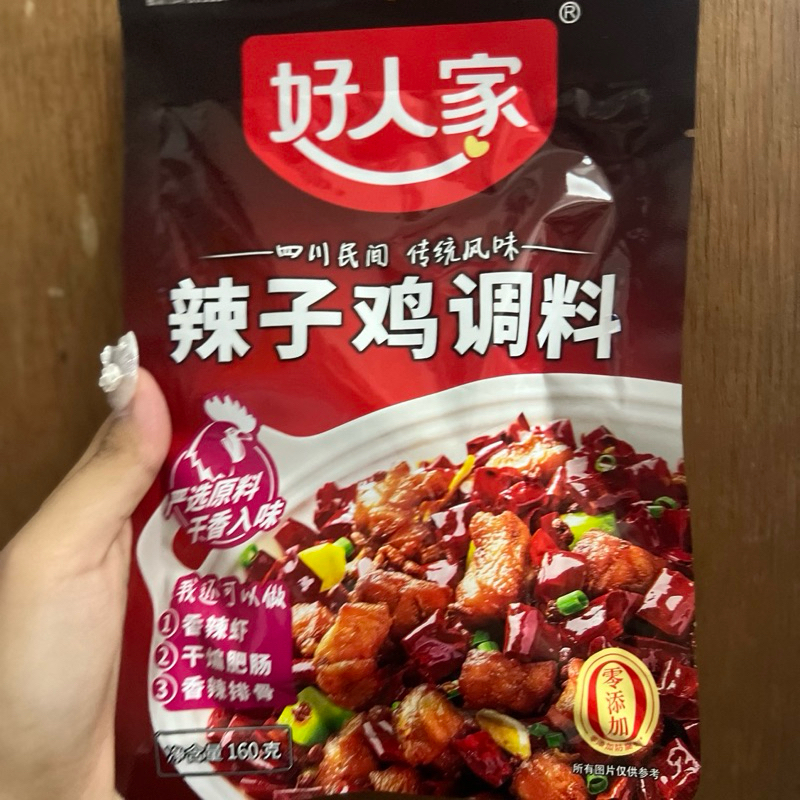 ®
好人家
四川民间 传统风味
辣子鸡调料
严选原料
干香入味
我还可以做
① 香辣虾
② 干煸肥肠
③ 香辣排骨
净含量 160克
零添加
所有图片仅供参考